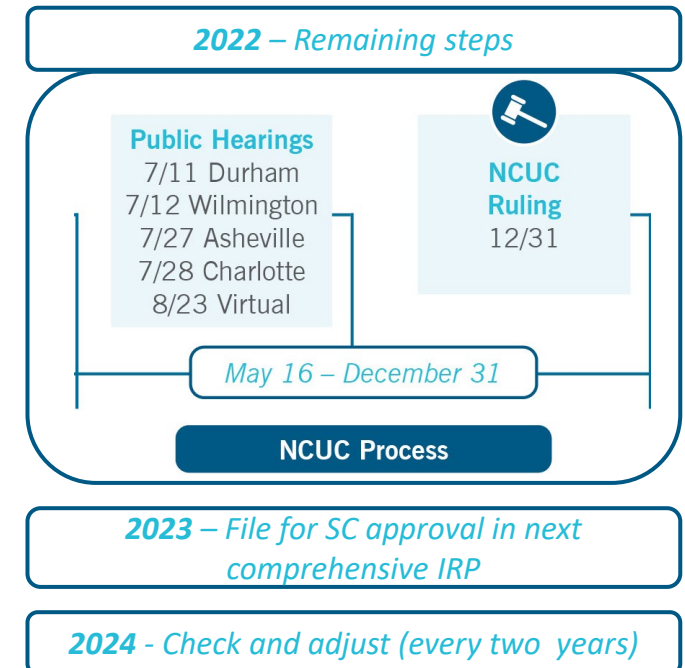 2022 – Remaining steps
Public Hearings
7/11 Durham
7/12 Wilmington
7/27 Asheville
7/28 Charlotte
8/23 Virtual
NCUC
Ruling
12/31
May 16 – December 31
NCUC Process
2023 – File for SC approval in next
comprehensive IRP
2024 - Check and adjust (every two years)